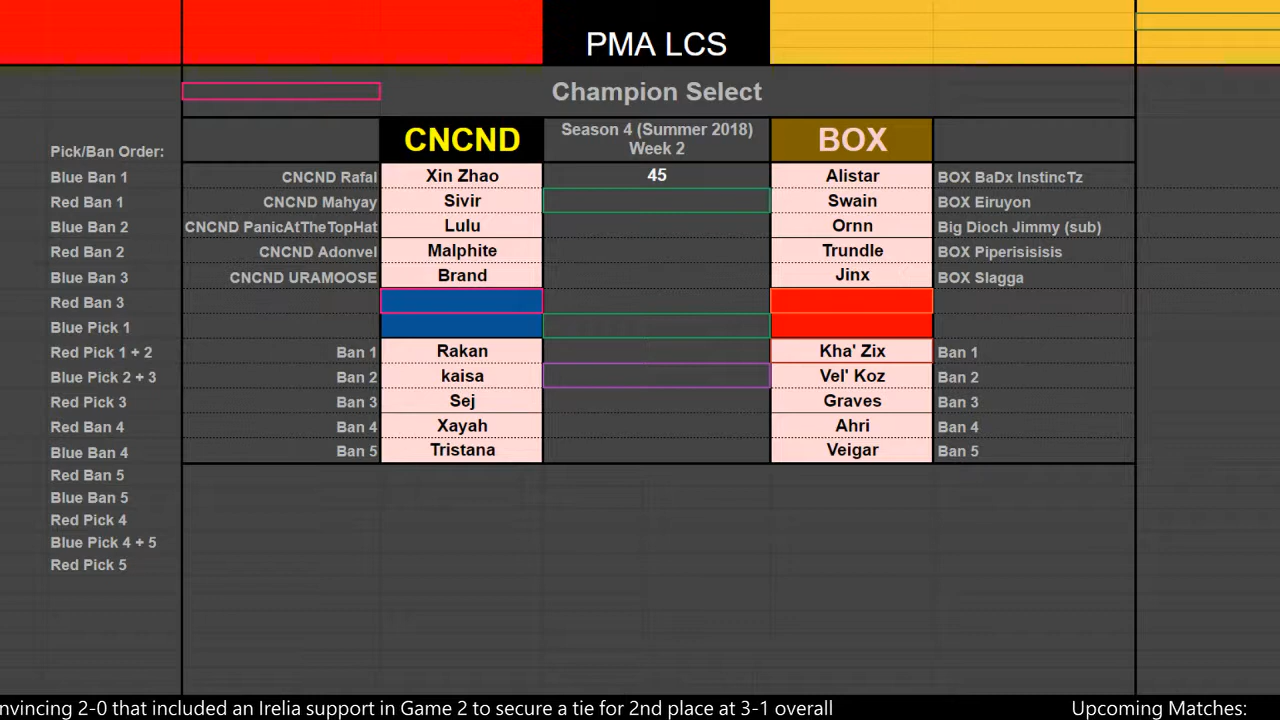 PMA LCS
Champion Select
CNCND
Season 4 (Summer 2018)
Week 2
BOX
Pick/Ban Order:
Blue Ban 1 CNCND Rafal Xin Zhao 45 Alistar BOX BaDx InstincTz
Red Ban 1 CNCND Mahyay Sivir Swain BOX Eiruyon
Blue Ban 2 CNCND PanicAtTheTopHat Lulu Ornn Big Dioch Jimmy (sub)
Red Ban 2 CNCND Adonvel Malphite Trundle BOX Piperisisisis
Blue Ban 3 CNCND URAMOOSE Brand Jinx BOX Slagga
Red Ban 3
Blue Pick 1
Red Pick 1 + 2 Ban 1 Rakan Kha' Zix Ban 1
Blue Pick 2 + 3 Ban 2 kaisa Vel' Koz Ban 2
Red Pick 3 Ban 3 Sej Graves Ban 3
Red Ban 4 Ban 4 Xayah Ahri Ban 4
Blue Ban 4 Ban 5 Tristana Veigar Ban 5
Red Ban 5
Blue Ban 5
Red Pick 4
Blue Pick 4 + 5
Red Pick 5
nvincing 2-0 that included an Irelia support in Game 2 to secure a tie for 2nd place at 3-1 overall Upcoming Matches: